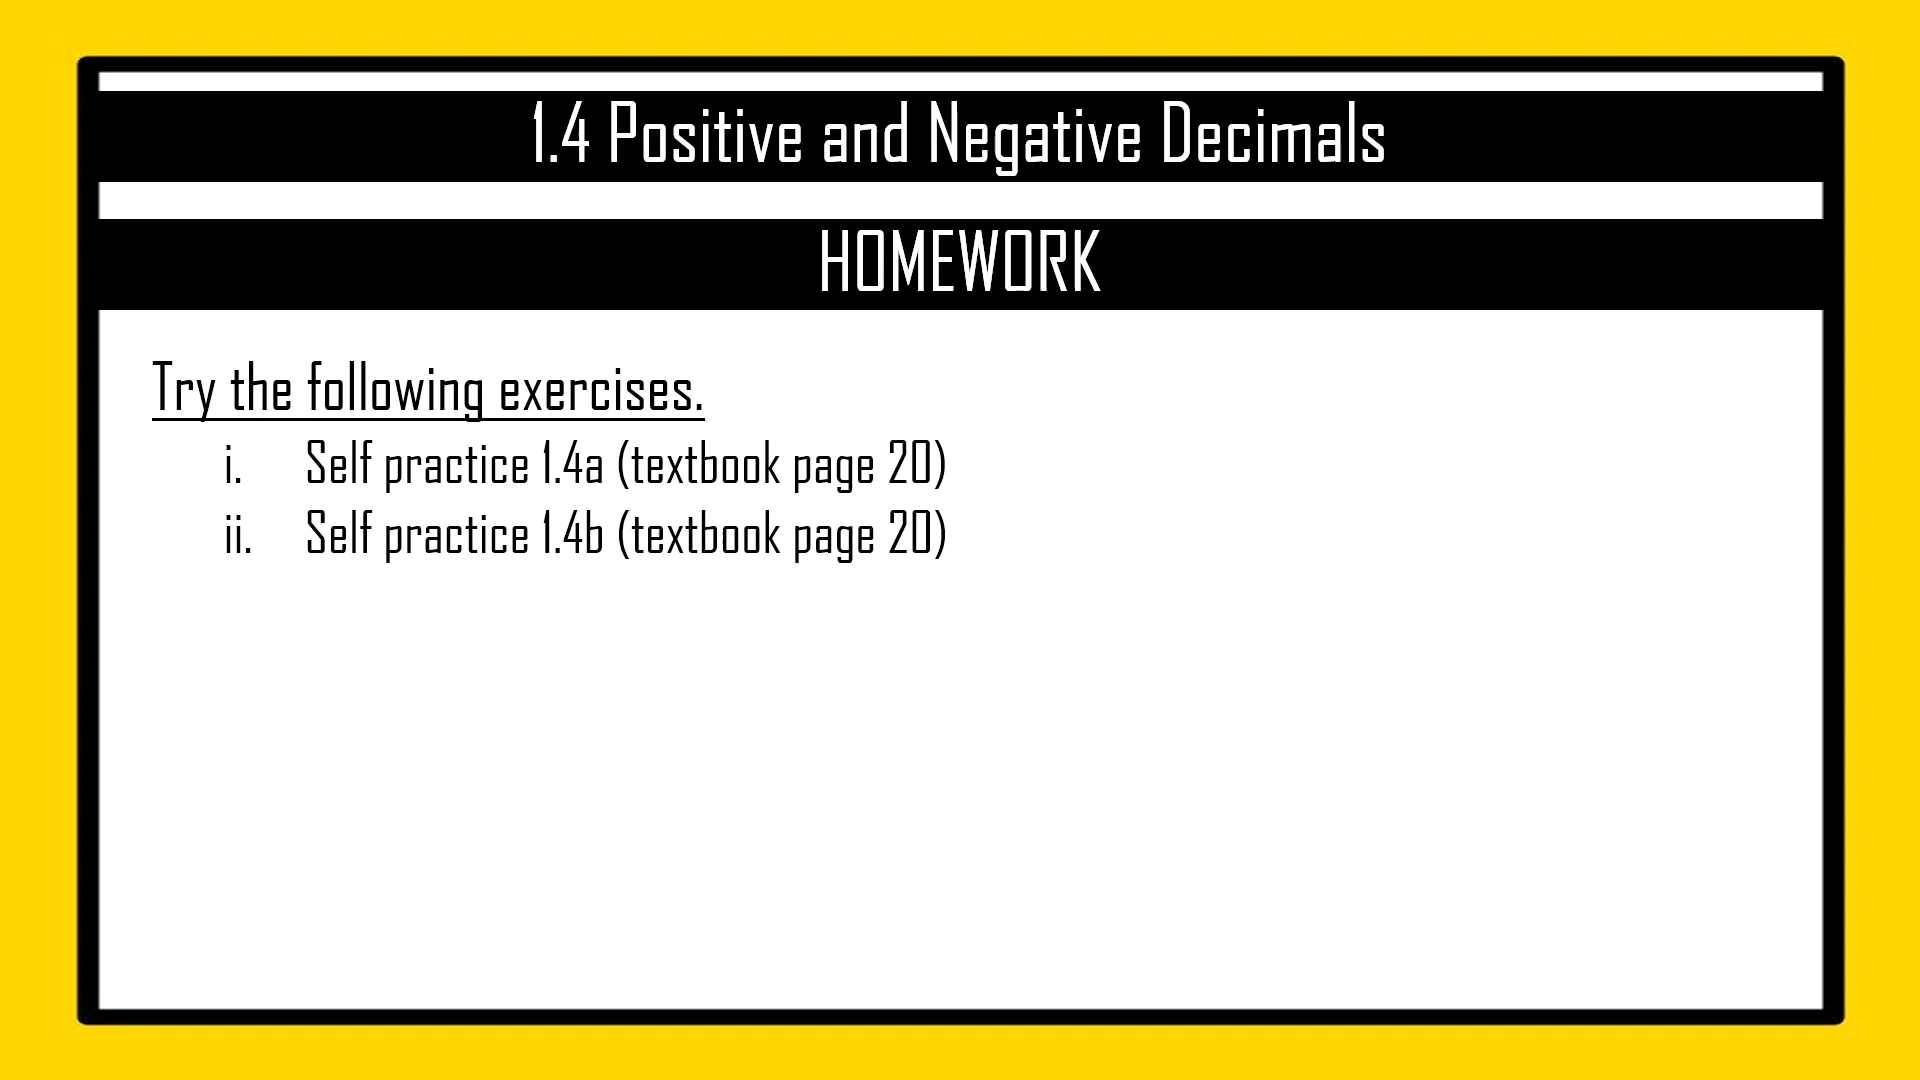 1.4 Positive and Negative Decimals
HOMEWORK
Try the following exercises.
i. Self practice 1.4a (textbook page 20)
ii. Self practice 1.4b (textbook page 20)